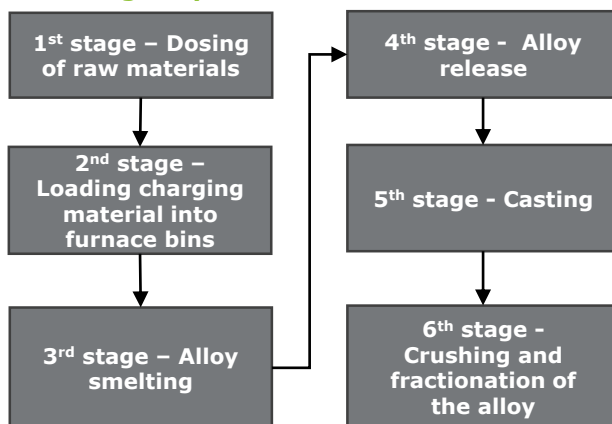 1st stage – Dosing
of raw materials
2nd stage –
Loading charging
material into
furnace bins
3rd stage – Alloy
smelting
4th stage - Alloy
release
5th stage - Casting
6th stage -
Crushing and
fractionation of
the alloy